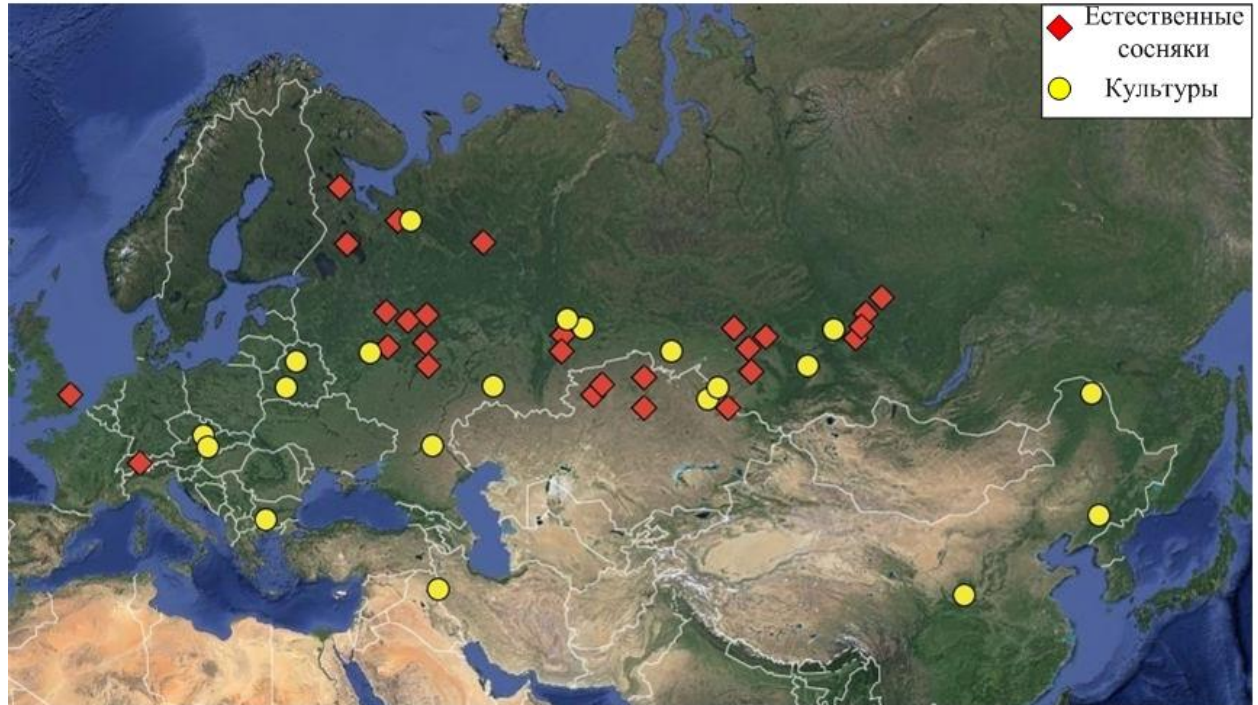 Естественные
сосняки
Культуры